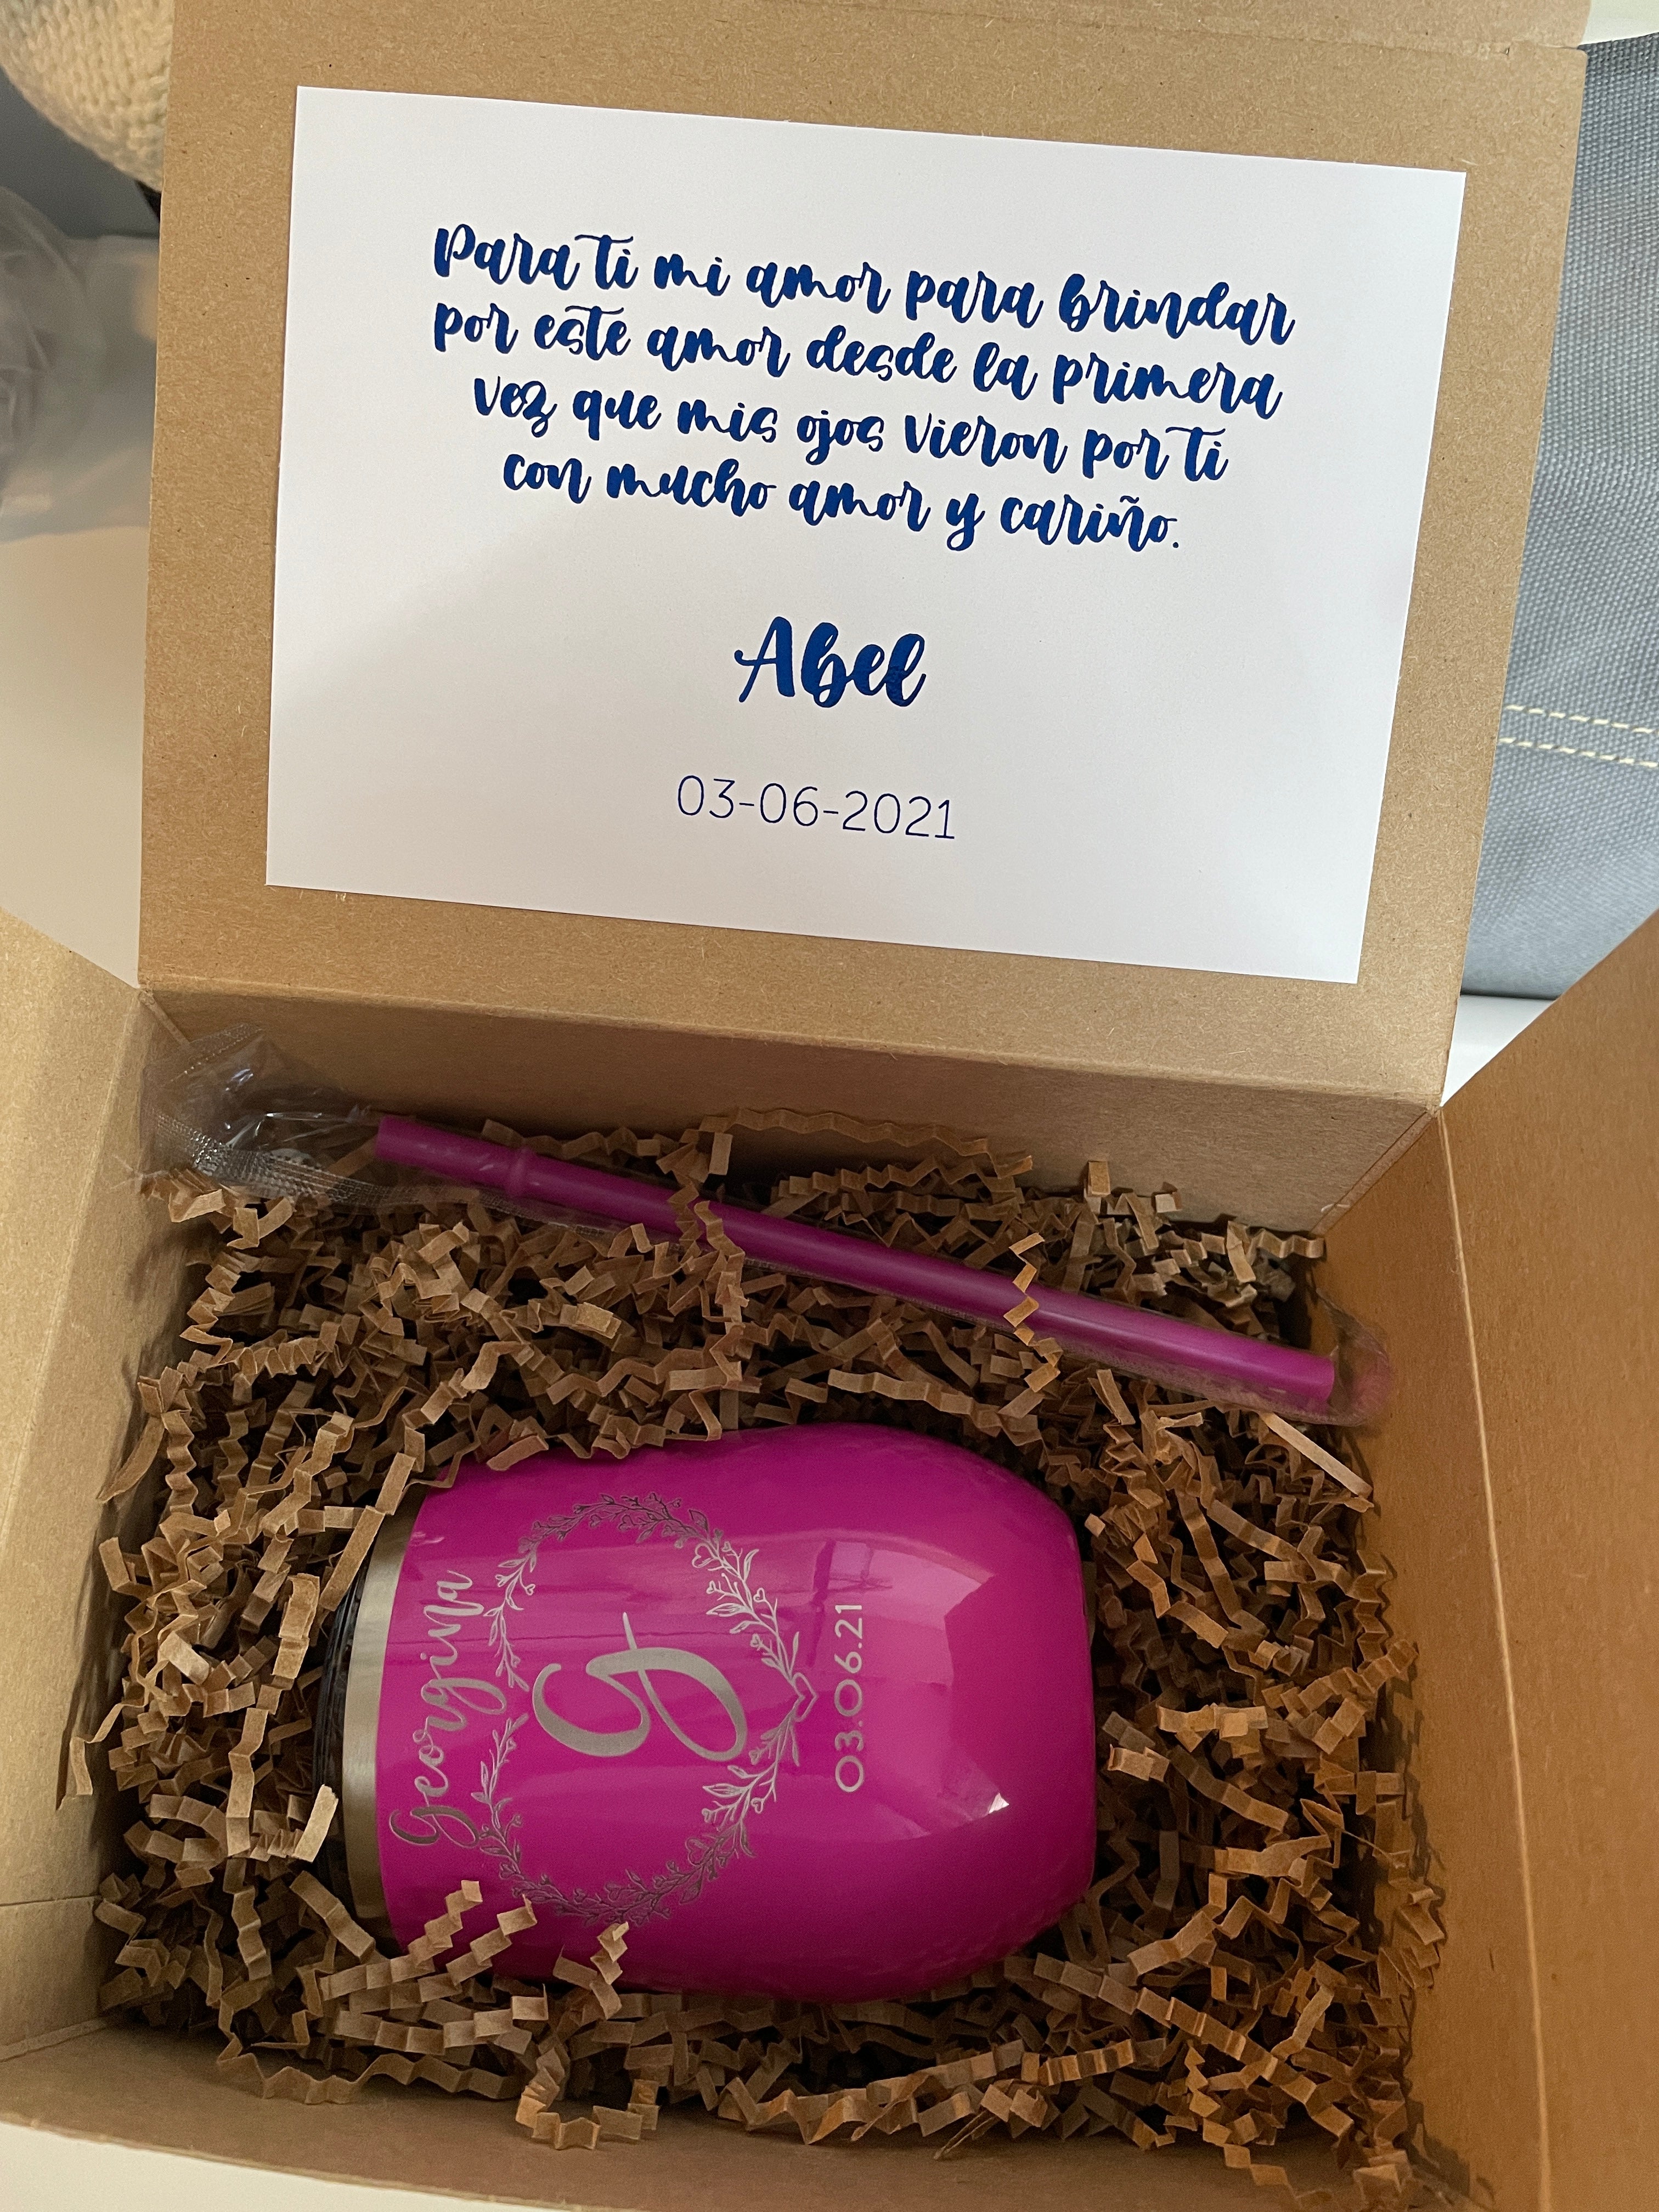 Para ti mi amor para brindar
por este amor desde la primera
vez que mis ojos vieron por ti
con mucho amor y cariño.
Abel
03-06-2021
Georgina
G
03.06.21